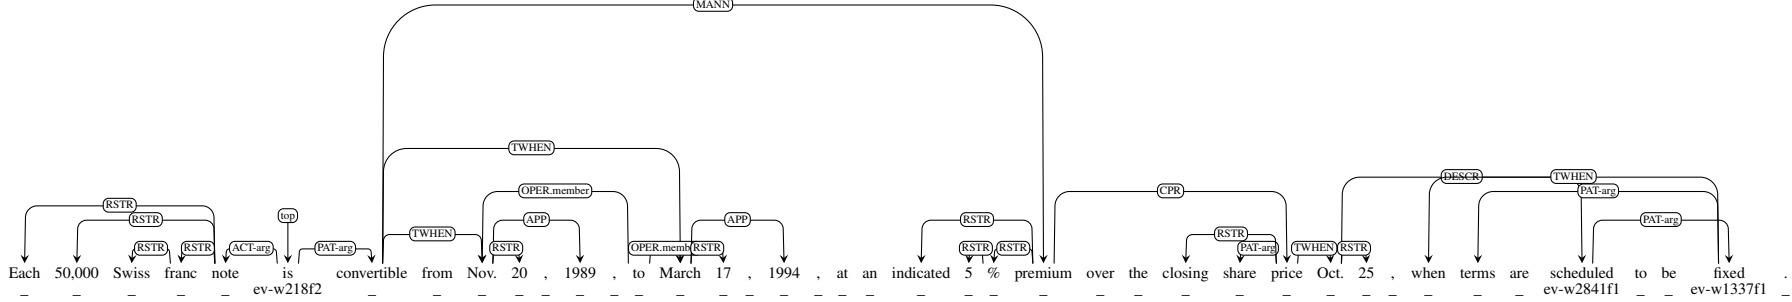 MANN
TWHEN
DESCR TWHEN
OPER.member CPR PAT-arg
RSTR
RSTR top APP APP RSTR PAT-arg
TWHEN RSTR
RSTR RSTR ACT-arg PAT-arg RSTR OPER.memb RSTR RSTR RSTR PAT-arg TWHEN RSTR
Each 50,000 Swiss franc note is convertible from Nov. 20 , 1989 , to March 17 , 1994 , at an indicated 5 % premium over the closing share price Oct. 25 , when terms are scheduled to be fixed .
_ _ _ _ _ ev-w218f2 _ _ _ _ _ _ _ _ _ _ _ _ _ _ _ _ _ _ _ _ _ _ _ _ _ _ _ _ _ _ ev-w2841f1 _ _ ev-w1337f1 _